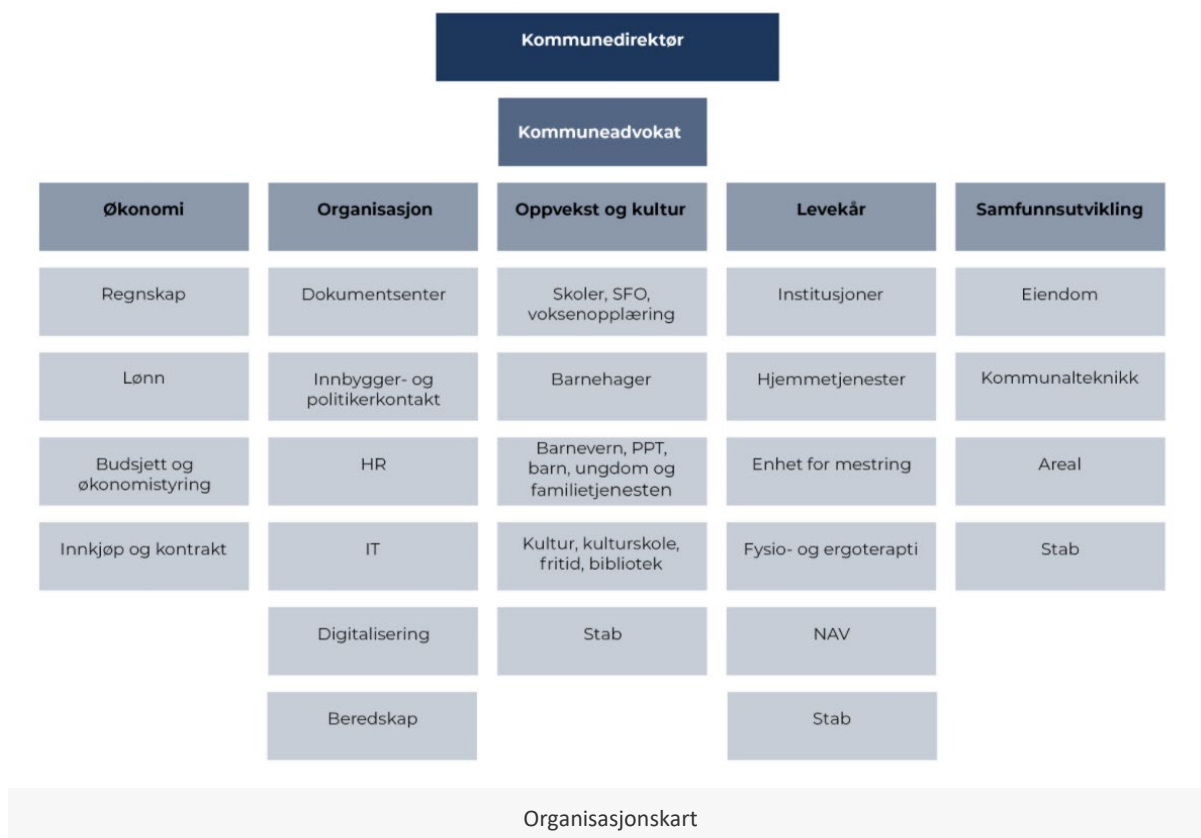 Kommunedirektør
Kommuneadvokat
Økonomi
Regnskap
Lønn
Budsjett og
økonomistyring
Innkjøp og kontrakt
Organisasjon
Dokumentsenter
Innbygger- og
politikerkontakt
HR
IT
Digitalisering
Beredskap
Oppvekst og kultur
Skoler, SFO,
voksenopplæring
Barnehager
Barnevern, PPT,
barn, ungdom og
familietjenesten
Kultur, kulturskole,
fritid, bibliotek
Stab
Levekår
Institusjoner
Hjemmetjenester
Enhet for mestring
Fysio- og ergoterapti
NAV
Stab
Samfunnsutvikling
Eiendom
Kommunalteknikk
Areal
Stab
Organisasjonskart